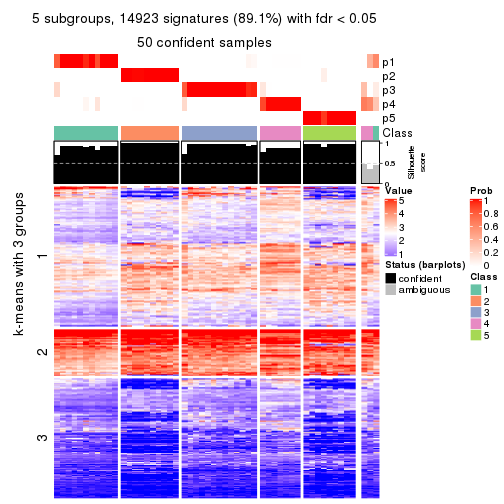 5 subgroups, 14923 signatures (89.1%) with fdr < 0.05
50 confident samples
p1
p2
p3
p4
p5
Class
1
0.5
0
Silhouette
score
k-means with 3 groups
1
2
3
Value
5
4
3
2
1
Status (barplots)
confident
ambiguous
Prob
1
0.8
0.6
0.4
0.2
0
Class
1
2
3
4
5